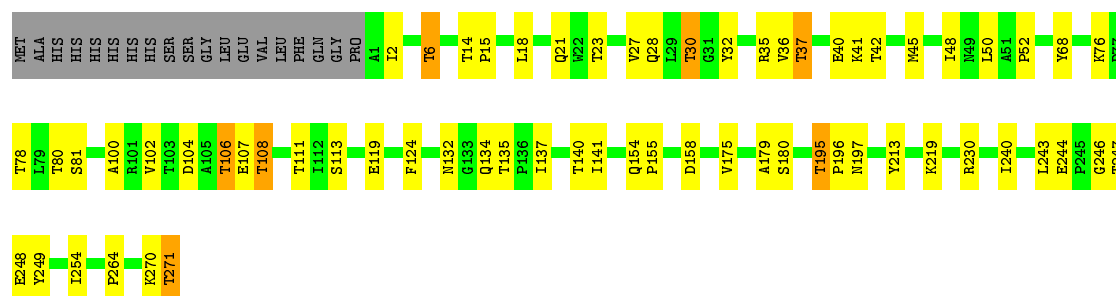 MET ALA HIS HIS HIS HIS HIS HIS SER SER GLY LEU GLU VAL LEU PHE GLN GLY PRO A1 I2 T6 T14 P15 L18 Q21 W22 T23 V27 Q28 L29 T30 G31 Y32 R35 V36 T37 E40 K41 T42 M45 I48 N49 L50 A51 P52 Y68 K76
T78 L79 T80 S81 A100 R101 V102 T103 D104 A105 T106 E107 T108 T111 I112 S113 E119 F124 N132 G133 Q134 T135 P136 I137 T140 I141 Q154 P155 D158 V175 A179 S180 T195 P196 N197 Y213 K219 R230 I240 L243 E244 P245 G246
E248 Y249 I254 P264 K270 T271